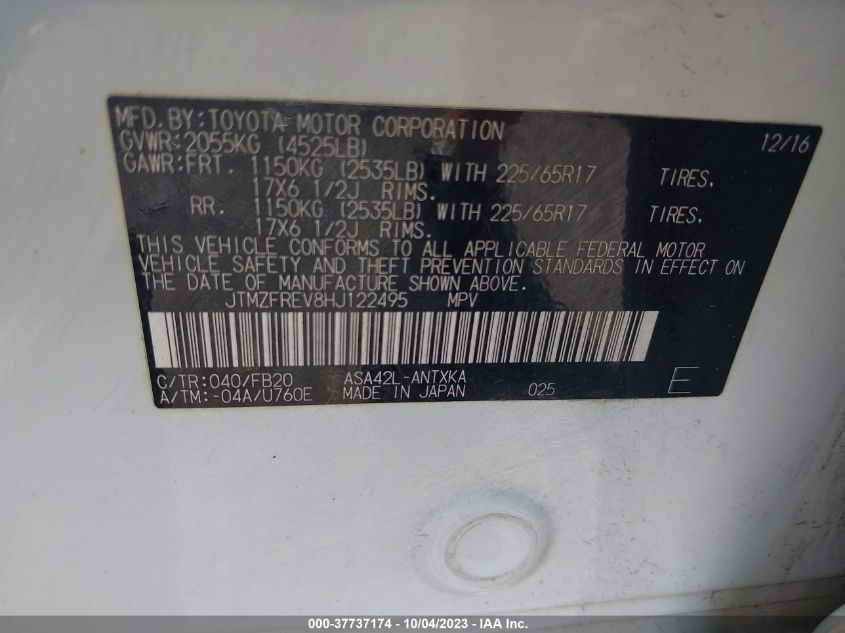 MFD.BY:TOYOTA MOTOR CORPORATION 12/16
GVWR:2055KG (4525LB)
GAWR:FRT. 1150KG (2535LB) WITH 225/65R17 TIRES.
17X6 1/2J RIMS.
RR. 1150KG (2535LB) WITH 225/65R17 TIRES.
17X6 1/2J RIMS.
THIS VEHICLE CONFORMS TO ALL APPLICABLE FEDERAL MOTOR
VEHICLE SAFETY AND THEFT PREVENTION STANDARDS IN EFFECT ON
THE DATE OF MANUFACTURE SHOWN ABOVE.
JTMZFREV8HJ122495 MPV
C/TR:040/FB20 ASA42L-ANTXKA
A/TM:-04A/U760E MADE IN JAPAN 025 E
000-37737174 - 10/04/2023 - IAA Inc.